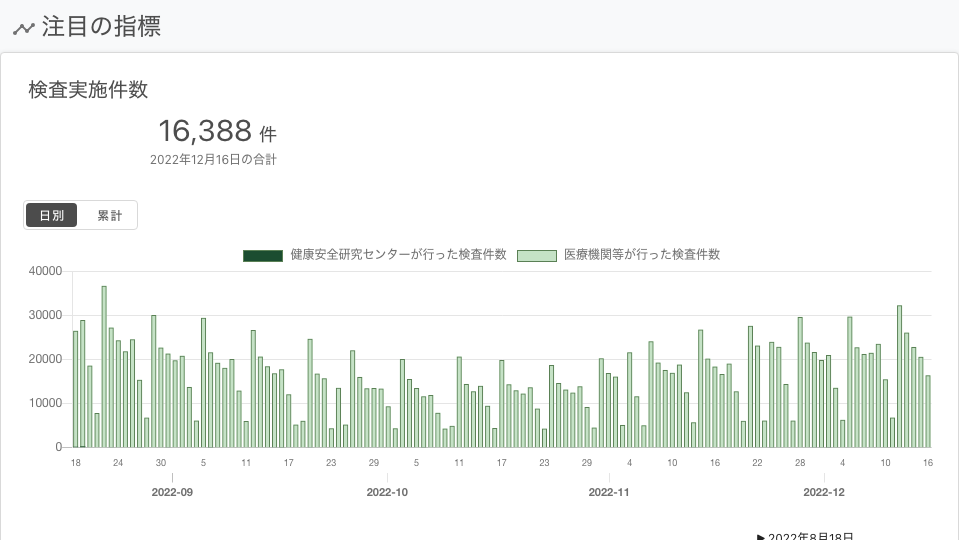 注目の指標
検査実施件数
16,388 件
2022年12月16日の合計
日別 累計
健康安全研究センターが行った検査件数 医療機関等が行った検査件数
40000
30000
20000
10000
0
18 24 30 5 11 17 23 29 5 11 17 23 29 4 10 16 22 28 4 10 16
2022-09 2022-10 2022-11 2022-12
▶ 2022年8月18日